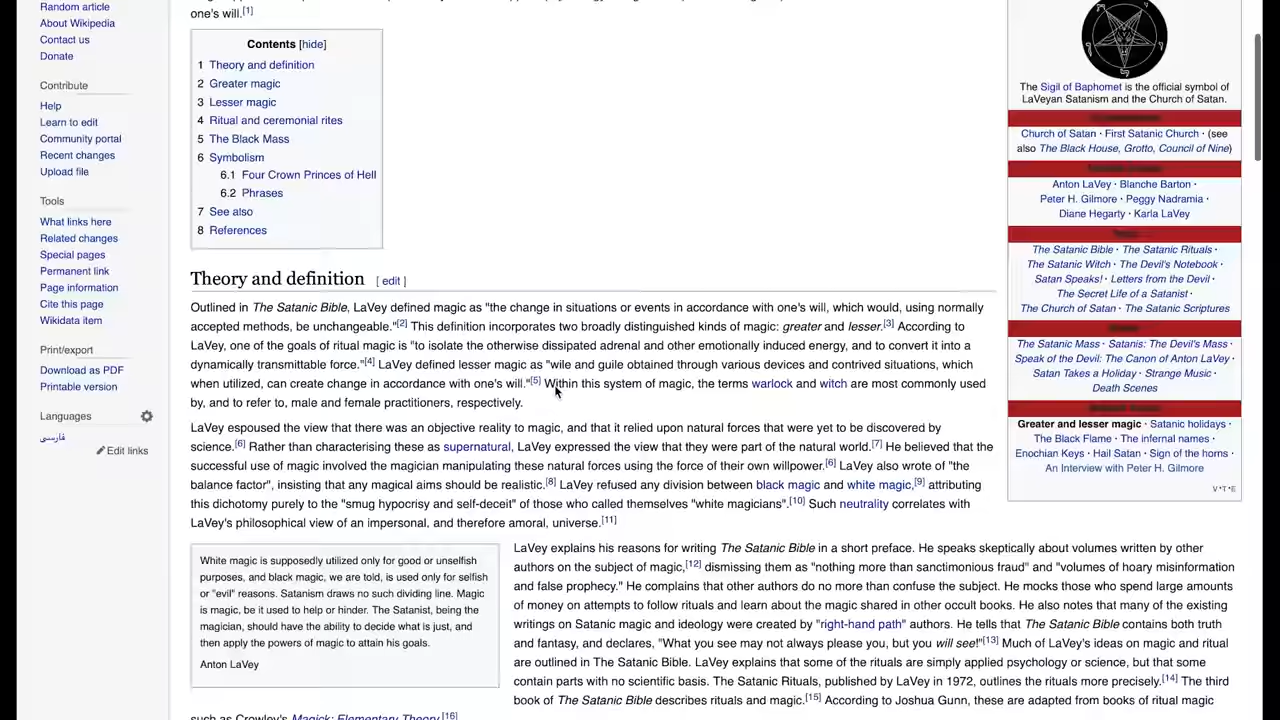 Random article
About Wikipedia
Contact us
Donate
Contribute
Help
Learn to edit
Community portal
Recent changes
Upload file
Tools
What links here
Related changes
Special pages
Permanent link
Page information
Cite this page
Wikidata item
Print/export
Download as PDF
Printable version
Languages
فارسی
Edit links
one's will.[1]
Contents [hide]
1 Theory and definition
2 Greater magic
3 Lesser magic
4 Ritual and ceremonial rites
5 The Black Mass
6 Symbolism
6.1 Four Crown Princes of Hell
6.2 Phrases
7 See also
8 References
Theory and definition [ edit ]
Outlined in The Satanic Bible, LaVey defined magic as "the change in situations or events in accordance with one's will, which would, using normally
accepted methods, be unchangeable."[2] This definition incorporates two broadly distinguished kinds of magic: greater and lesser.[3] According to
LaVey, one of the goals of ritual magic is "to isolate the otherwise dissipated adrenal and other emotionally induced energy, and to convert it into a
dynamically transmittable force."[4] LaVey defined lesser magic as "wile and guile obtained through various devices and contrived situations, which
when utilized, can create change in accordance with one's will."[5] Within this system of magic, the terms warlock and witch are most commonly used
by, and to refer to, male and female practitioners, respectively.
LaVey espoused the view that there was an objective reality to magic, and that it relied upon natural forces that were yet to be discovered by
science.[6] Rather than characterising these as supernatural, LaVey expressed the view that they were part of the natural world.[7] He believed that the
successful use of magic involved the magician manipulating these natural forces using the force of their own willpower.[6] LaVey also wrote of "the
balance factor", insisting that any magical aims should be realistic.[8] LaVey refused any division between black magic and white magic,[9] attributing
this dichotomy purely to the "smug hypocrisy and self-deceit" of those who called themselves "white magicians".[10] Such neutrality correlates with
LaVey's philosophical view of an impersonal, and therefore amoral, universe.[11]
White magic is supposedly utilized only for good or unselfish
purposes, and black magic, we are told, is used only for selfish
or "evil" reasons. Satanism draws no such dividing line. Magic
is magic, be it used to help or hinder. The Satanist, being the
magician, should have the ability to decide what is just, and
then apply the powers of magic to attain his goals.
Anton LaVey
LaVey explains his reasons for writing The Satanic Bible in a short preface. He speaks skeptically about volumes written by other
authors on the subject of magic,[12] dismissing them as "nothing more than sanctimonious fraud" and "volumes of hoary misinformation
and false prophecy." He complains that other authors do no more than confuse the subject. He mocks those who spend large amounts
of money on attempts to follow rituals and learn about the magic shared in other occult books. He also notes that many of the existing
writings on Satanic magic and ideology were created by "right-hand path" authors. He tells that The Satanic Bible contains both truth
and fantasy, and declares, "What you see may not always please you, but you will see!"[13] Much of LaVey's ideas on magic and ritual
are outlined in The Satanic Bible. LaVey explains that some of the rituals are simply applied psychology or science, but that some
contain parts with no scientific basis. The Satanic Rituals, published by LaVey in 1972, outlines the rituals more precisely.[14] The third
book of The Satanic Bible describes rituals and magic.[15] According to Joshua Gunn, these are adapted from books of ritual magic
such as Crowley's Magick: Elementary Theory.[16]
The Sigil of Baphomet is the official symbol of
LaVeyan Satanism and the Church of Satan.
Church of Satan · First Satanic Church · (see
also The Black House, Grotto, Council of Nine)
Anton LaVey · Blanche Barton ·
Peter H. Gilmore · Peggy Nadramia ·
Diane Hegarty · Karla LaVey
The Satanic Bible · The Satanic Rituals ·
The Satanic Witch · The Devil's Notebook ·
Satan Speaks! · Letters from the Devil ·
The Secret Life of a Satanist ·
The Church of Satan · The Satanic Scriptures
The Satanic Mass · Satanis: The Devil's Mass ·
Speak of the Devil: The Canon of Anton LaVey ·
Satan Takes a Holiday · Strange Music ·
Death Scenes
Greater and lesser magic · Satanic holidays ·
The Black Flame · The infernal names ·
Enochian Keys · Hail Satan · Sign of the horns ·
An Interview with Peter H. Gilmore
V·T·E